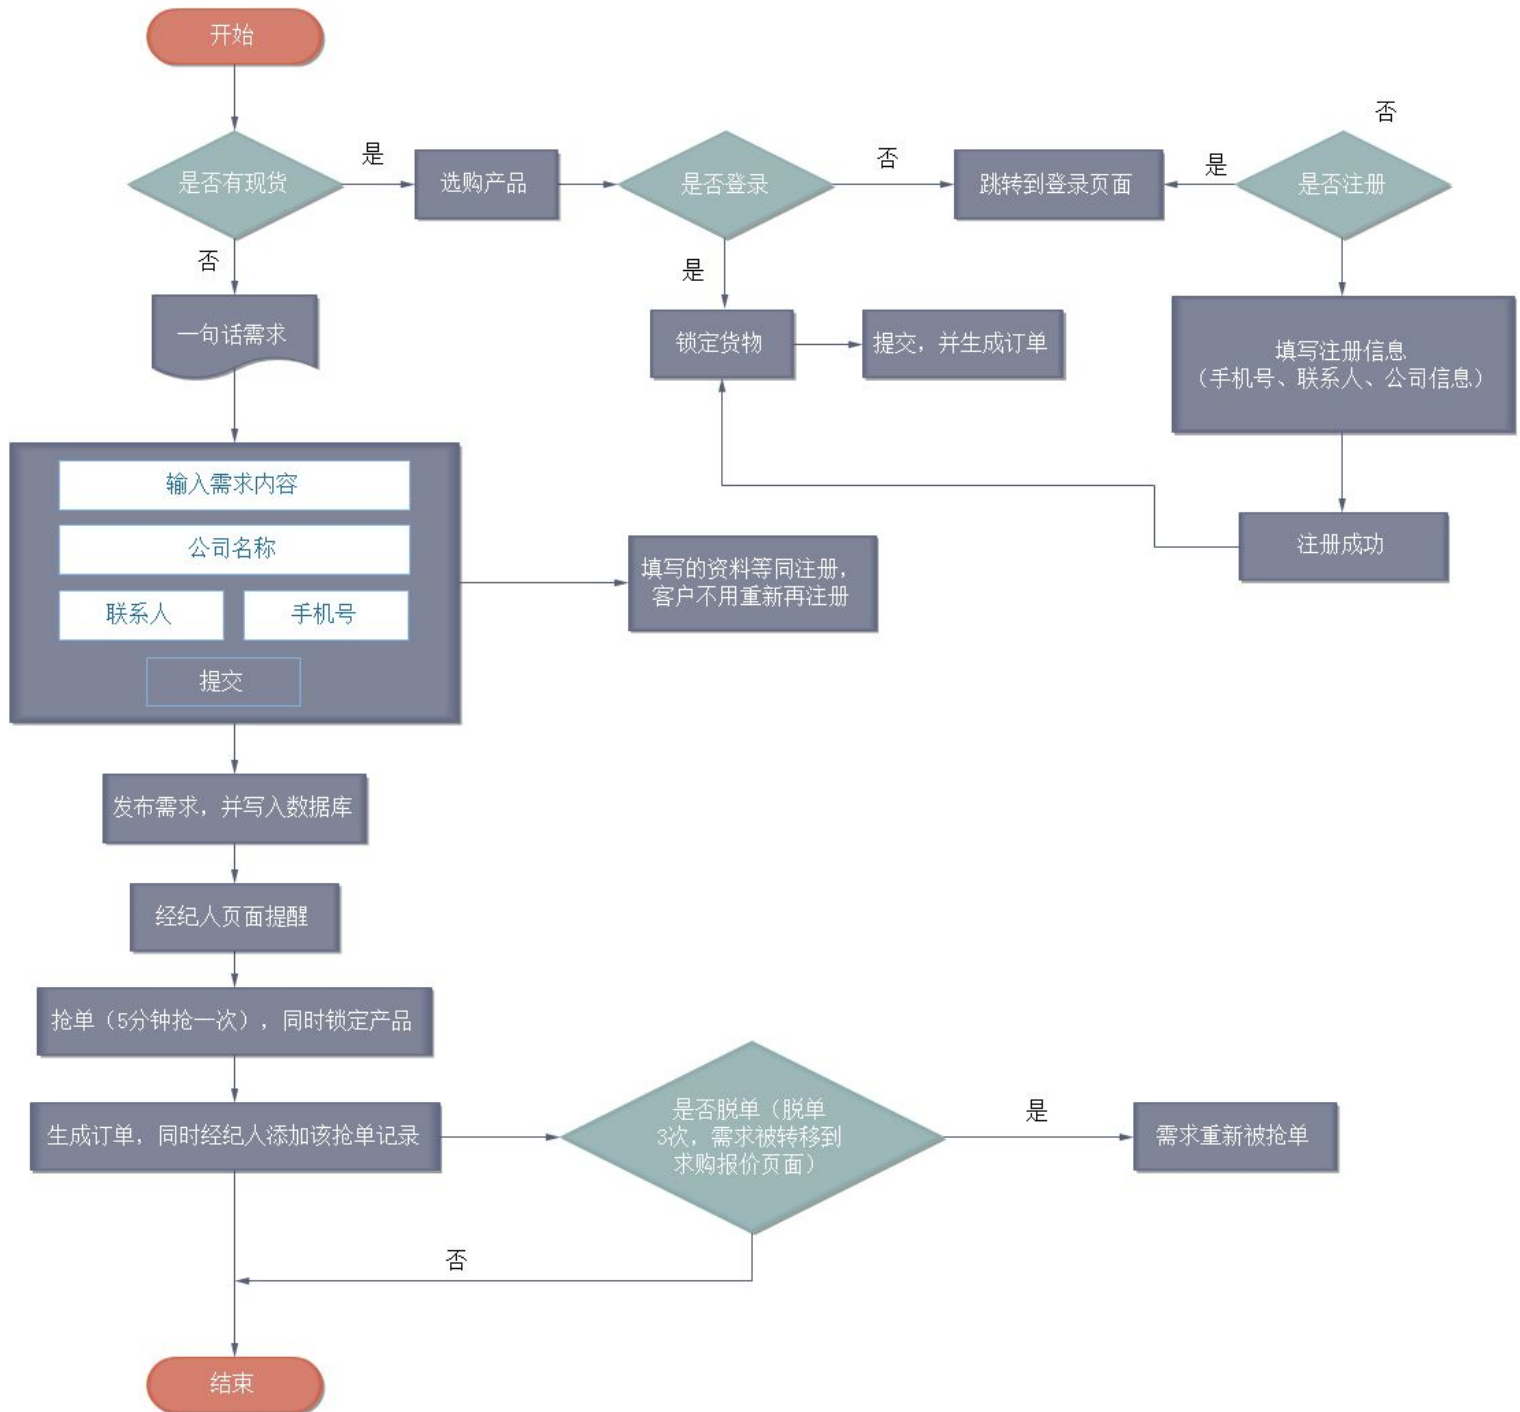 开始
否
是否有现货
是
选购产品
是否登录
否
跳转到登录页面
是
是否注册
否
是
一句话需求
锁定货物
提交，并生成订单
填写注册信息
（手机号、联系人、公司信息）
输入需求内容
公司名称
联系人
手机号
提交
填写的资料等同注册，
客户不用重新再注册
注册成功
发布需求，并写入数据库
经纪人页面提醒
抢单（5分钟抢一次），同时锁定产品
生成订单，同时经纪人添加该抢单记录
是否脱单（脱单
3次，需求被转移到
求购报价页面）
是
需求重新被抢单
否
结束